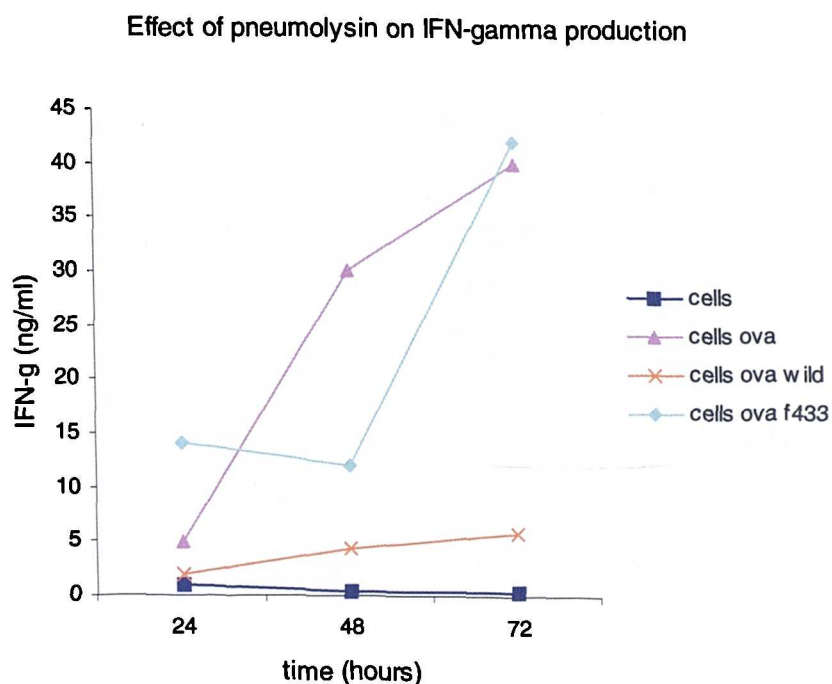 Effect of pneumolysin on IFN-gamma production
45
40
35
30
25
20
15
10
5
0
IFN-g (ng/ml)
24 48 72
time (hours)
cells
cells ova
cells ova wild
cells ova f433